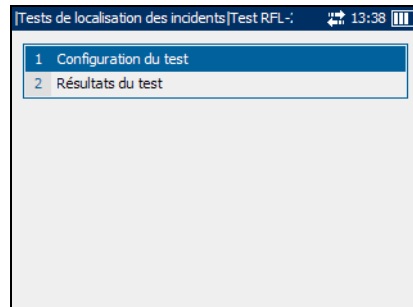 |Tests de localisation des incidents|Test RFL-: 13:38
1 Configuration du test
2 Résultats du test